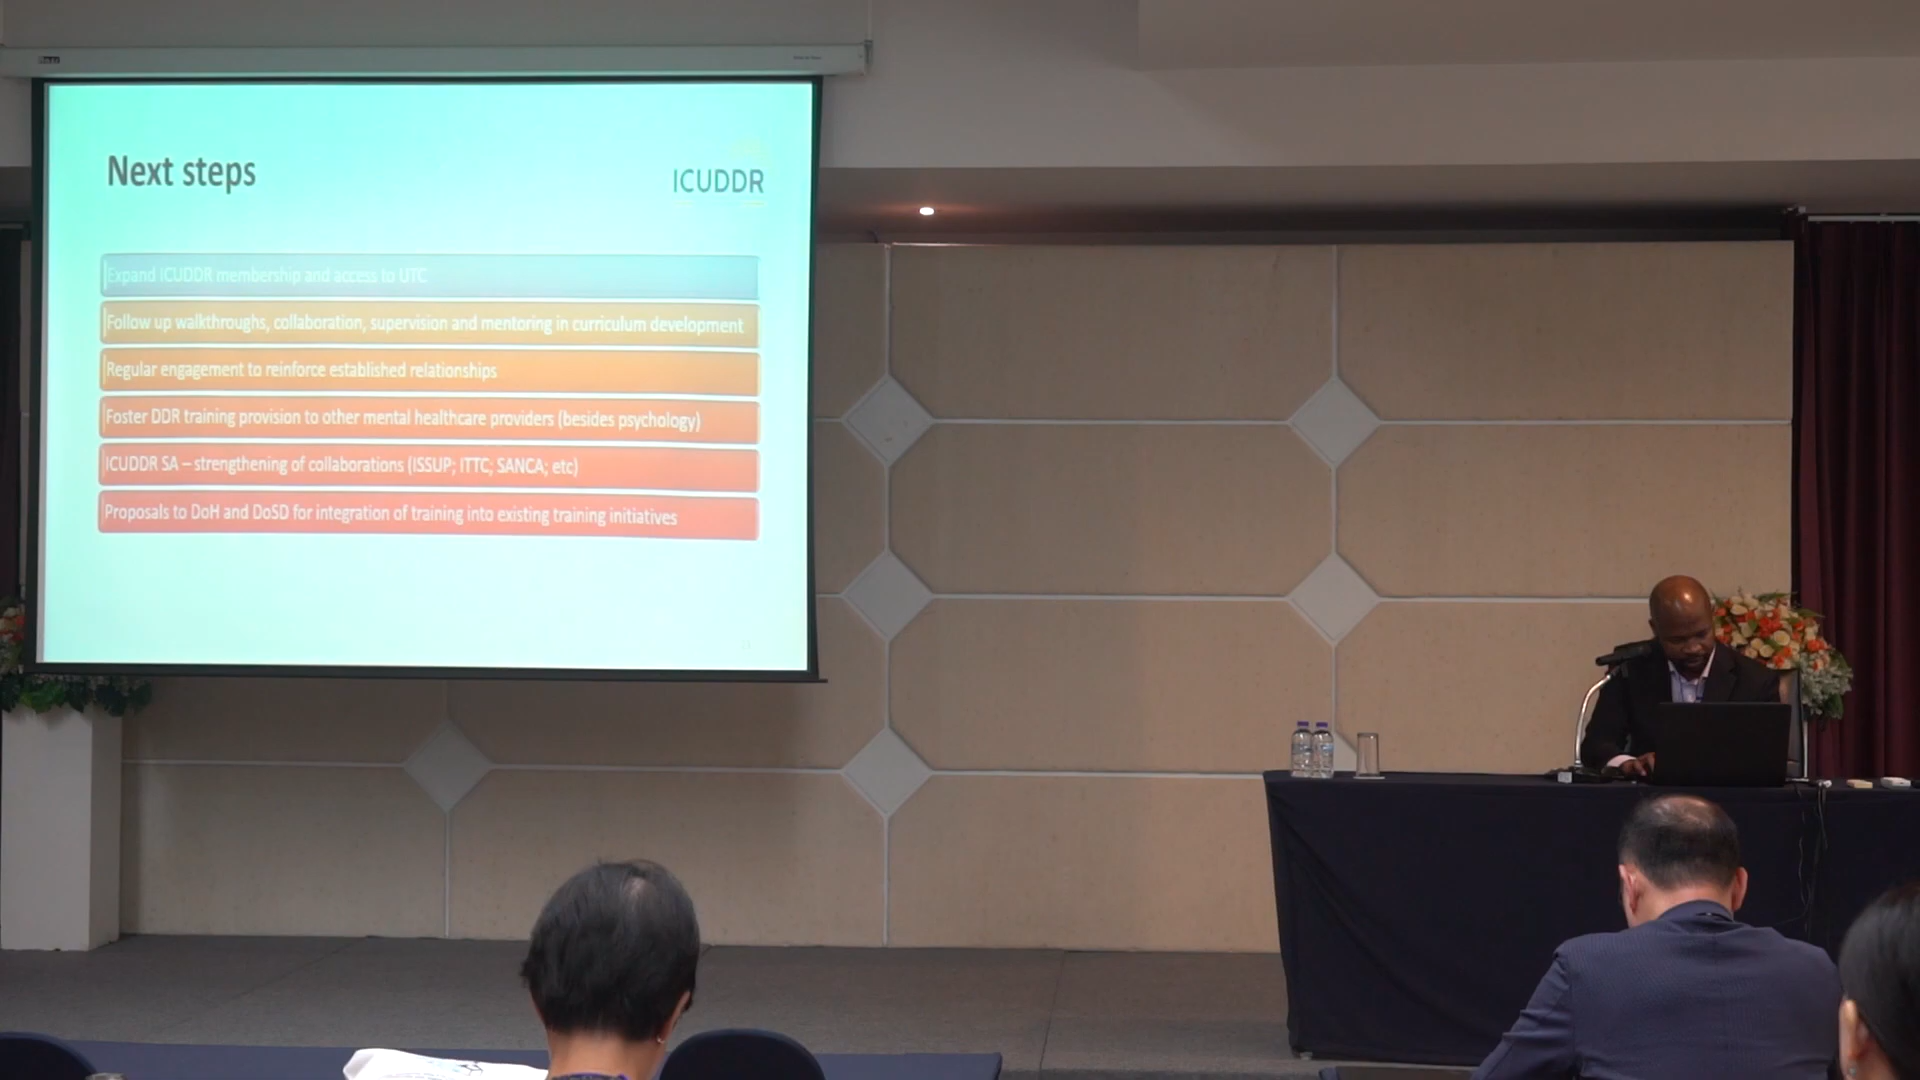 Next steps
ICUDDR
Expand ICUDDR membership and access to UTC
Follow up walkthroughs, collaboration, supervision and mentoring in curriculum development
Regular engagement to reinforce established relationships
Foster DDR training provision to other mental healthcare providers (besides psychology)
ICUDDR SA – strengthening of collaborations (ISSUP; ITTC; SANCA; etc)
Proposals to DoH and DoSD for integration of training into existing training initiatives